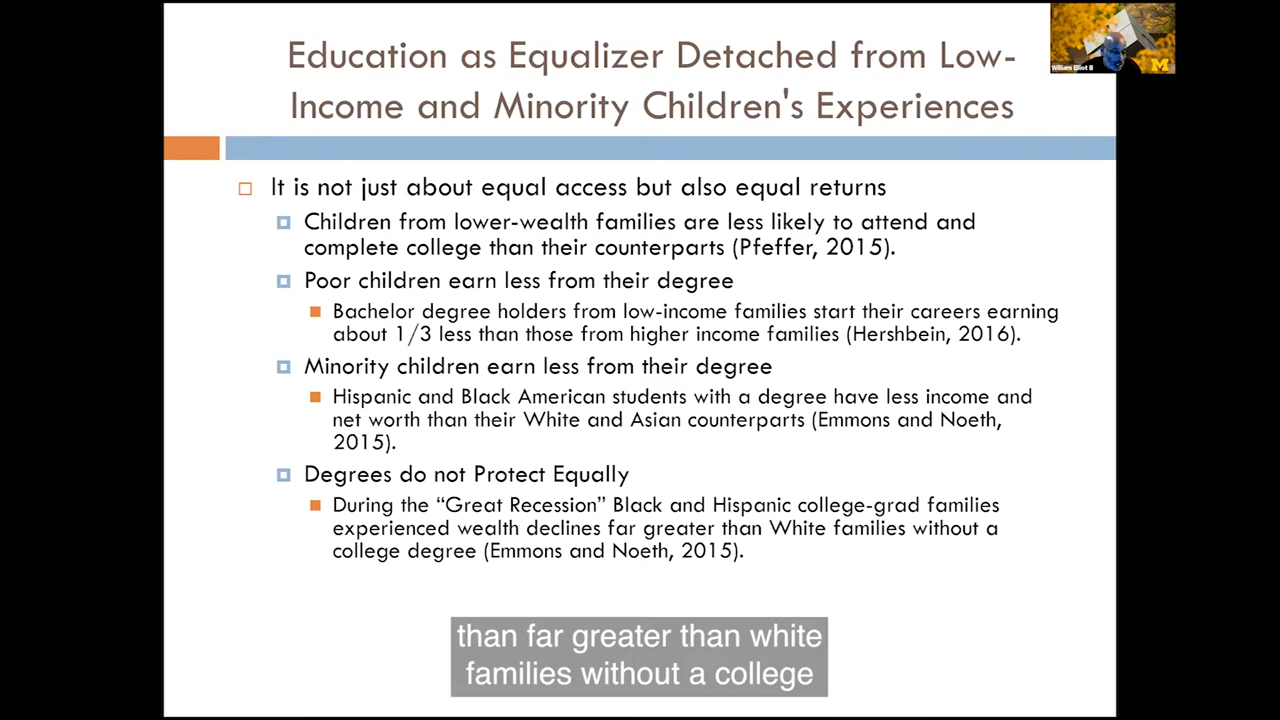 Education as Equalizer Detached from Low-
Income and Minority Children's Experiences
William Elliott III
M
It is not just about equal access but also equal returns
Children from lower-wealth families are less likely to attend and
complete college than their counterparts (Pfeffer, 2015).
Poor children earn less from their degree
Bachelor degree holders from low-income families start their careers earning
about 1/3 less than those from higher income families (Hershbein, 2016).
Minority children earn less from their degree
Hispanic and Black American students with a degree have less income and
net worth than their White and Asian counterparts (Emmons and Noeth,
2015).
Degrees do not Protect Equally
During the “Great Recession” Black and Hispanic college-grad families
experienced wealth declines far greater than White families without a
college degree (Emmons and Noeth, 2015).
than far greater than white
families without a college